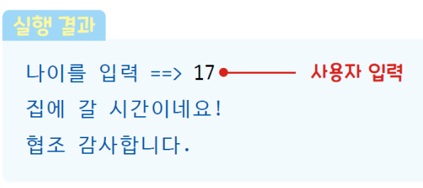 실행 결과
나이를 입력 ==> 17 사용자 입력
집에 갈 시간이네요!
협조 감사합니다.